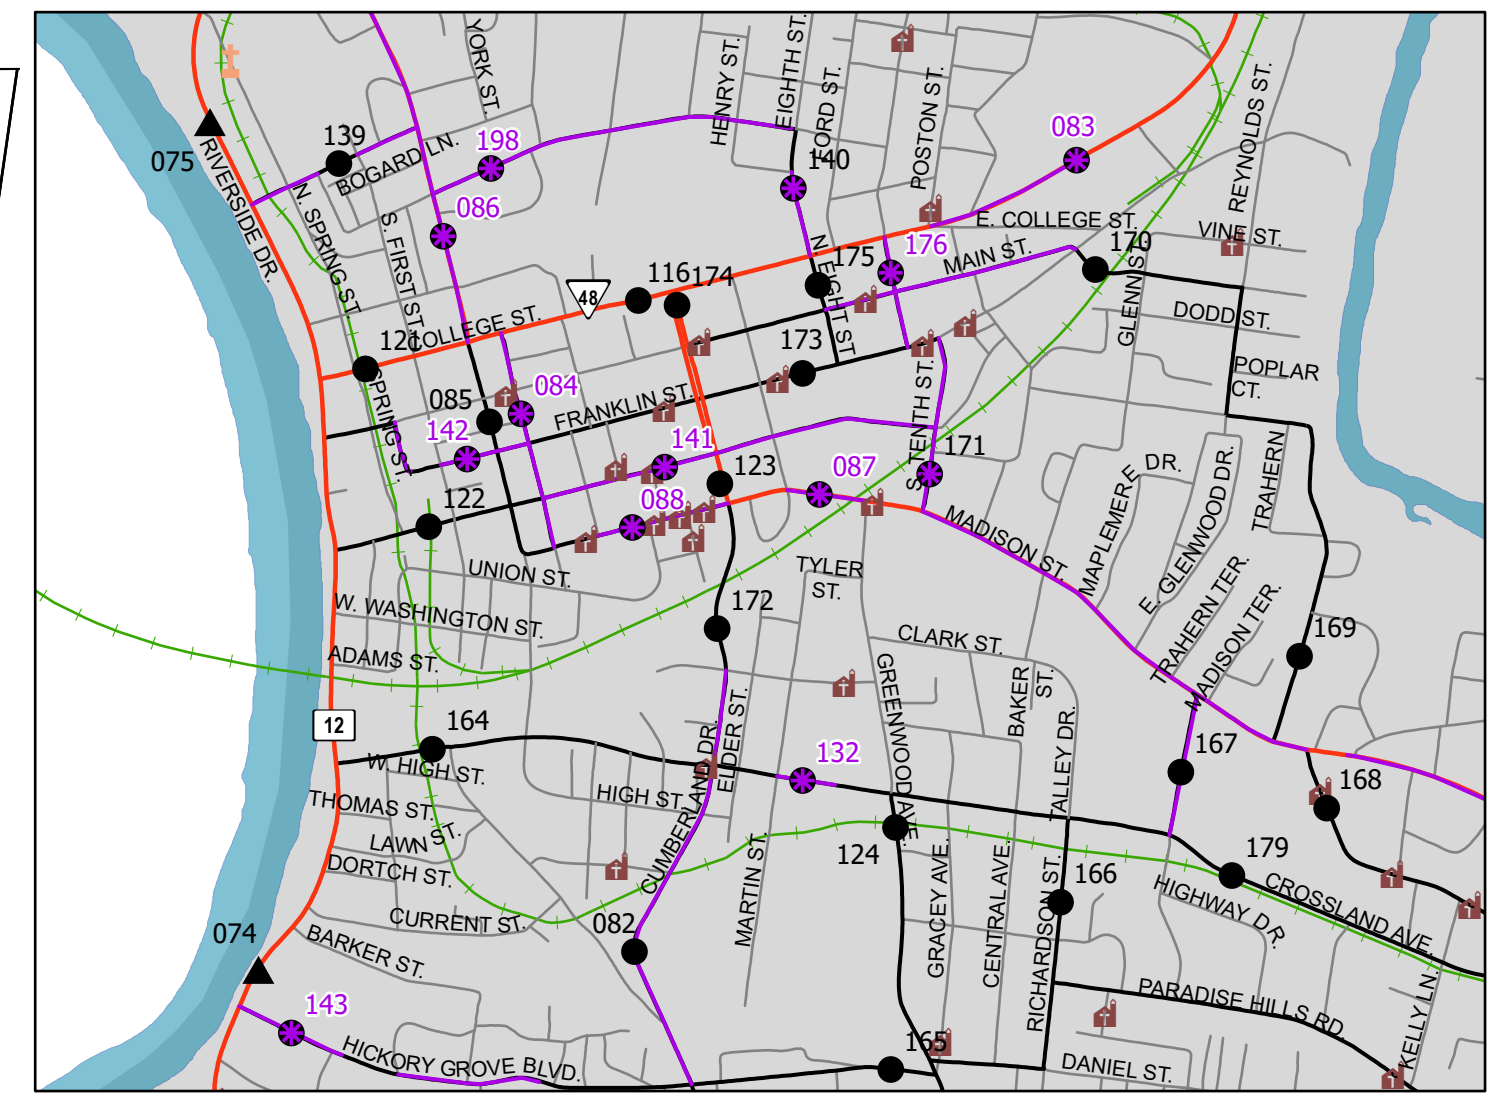 YORK ST.
HENRY ST.
EIGHTH ST.
FORD ST.
POSTON ST.
REYNOLDS ST.
083
139
198
BOGARD LN.
140
075
RIVERSIDE DR.
N. SPRING ST.
S. FIRST ST.
086
E. COLLEGE ST.
VINE ST.
176
170
MAIN ST.
N EIGHT ST
175
GLENN ST
116
174
48
COLLEGE ST.
121
DODD ST.
173
POPLAR
CT.
SPRING ST.
085
084
FRANKLIN ST.
142
141
S. TENTH ST.
171
123
087
088
122
MADISON ST.
MAPLEMERE DR.
E. GLENWOOD DR.
TRAHERN
UNION ST.
TYLER
ST.
W. WASHINGTON ST.
172
TRAHERN TER.
MADISON TER.
169
CLARK ST.
ADAMS ST.
GREENWOOD AVE.
BAKER
ST.
12
164
ELDER ST.
CUMBERLAND DR.
132
TALLEY DR.
167
W. HIGH ST.
168
HIGH ST.
THOMAS ST.
LAWN ST.
124
DORTCH ST.
MARTIN ST.
GRACEY AVE.
CENTRAL AVE.
RICHARDSON ST.
166
179
CROSSLAND AVE.
HIGHWAY DR.
CURRENT ST.
082
074
BARKER ST.
PARADISE HILLS RD.
KELLY LN.
143
HICKORY GROVE BLVD.
165
DANIEL ST.